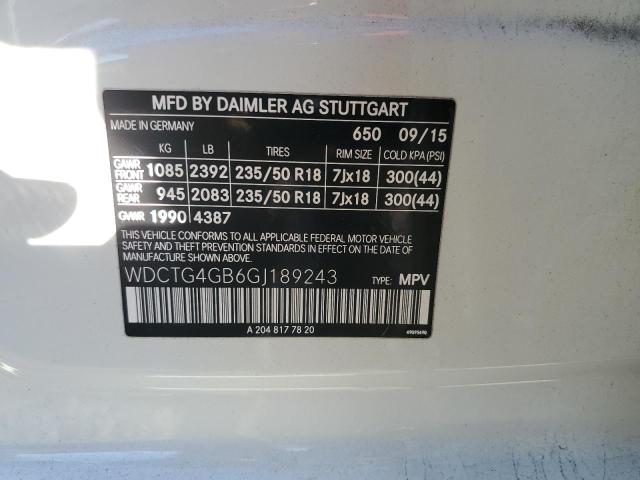 MFD BY DAIMLER AG STUTTGART
MADE IN GERMANY 650 09/15
KG LB TIRES RIM SIZE COLD KPA (PSI)
GAWR FRONT 1085 2392 235/50 R18 7Jx18 300(44)
GAWR REAR 945 2083 235/50 R18 7Jx18 300(44)
GVWR 1990 4387
THIS VEHICLE CONFORMS TO ALL APPLICABLE FEDERAL MOTOR VEHICLE
SAFETY AND THEFT PREVENTION STANDARDS IN EFFECT ON THE DATE OF
MANUFACTURE SHOWN ABOVE.
WDCTG4GB6GJ189243 TYPE: MPV
A 204 817 78 20